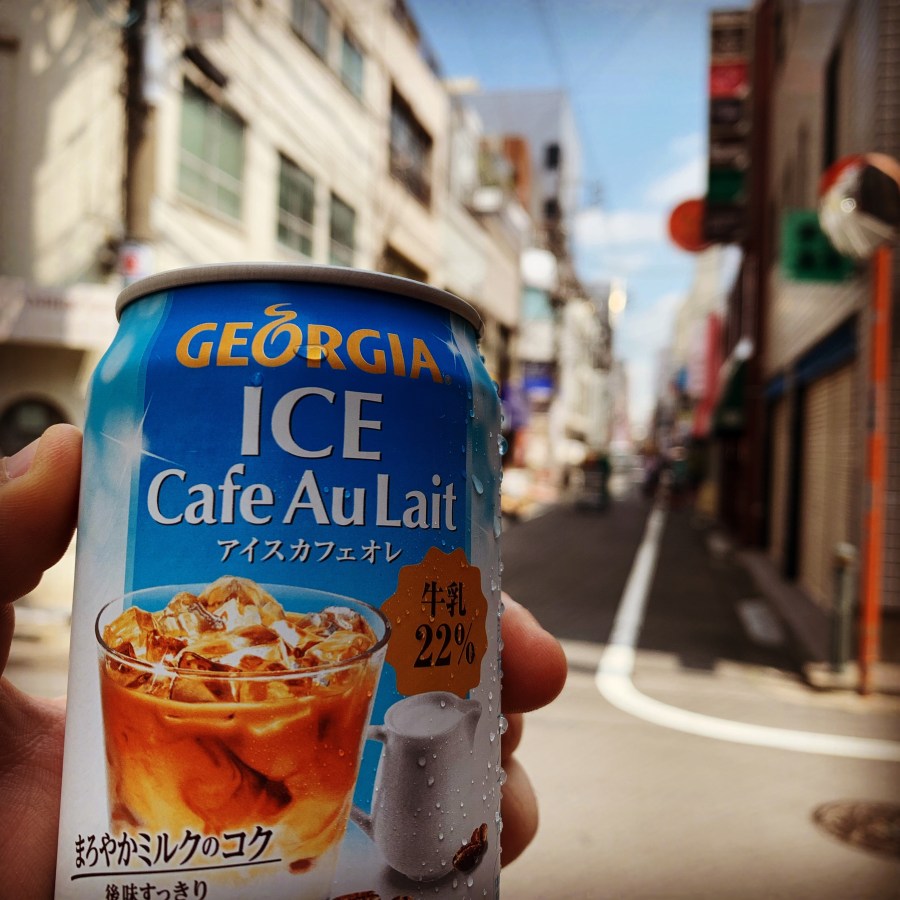 GEORGIA
ICE
Cafe Au Lait
アイスカフェオレ
牛乳
22%
まろやかミルクのコク
後味すっきり